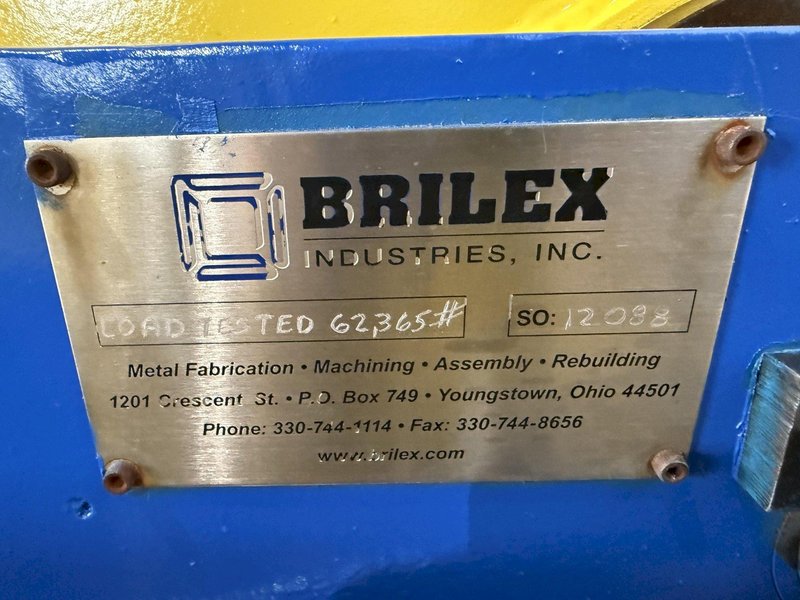 BRILEX
INDUSTRIES, INC.
LOAD TESTED 62,365#
SO: 12088
Metal Fabrication • Machining • Assembly • Rebuilding
1201 Crescent St. • P.O. Box 749 • Youngstown, Ohio 44501
Phone: 330-744-1114 • Fax: 330-744-8656
www.brilex.com